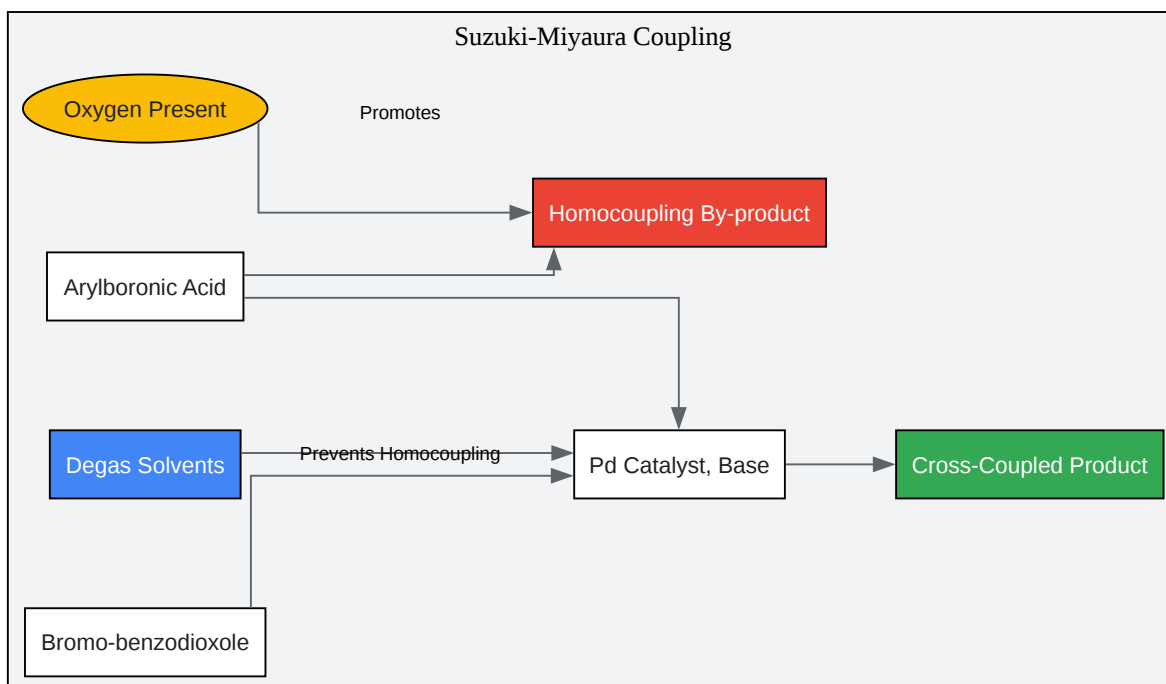 Suzuki-Miyaura Coupling
Oxygen Present
Promotes
Homocoupling By-product
Arylboronic Acid
Degas Solvents
Prevents Homocoupling
Pd Catalyst, Base
Cross-Coupled Product
Bromo-benzodioxole